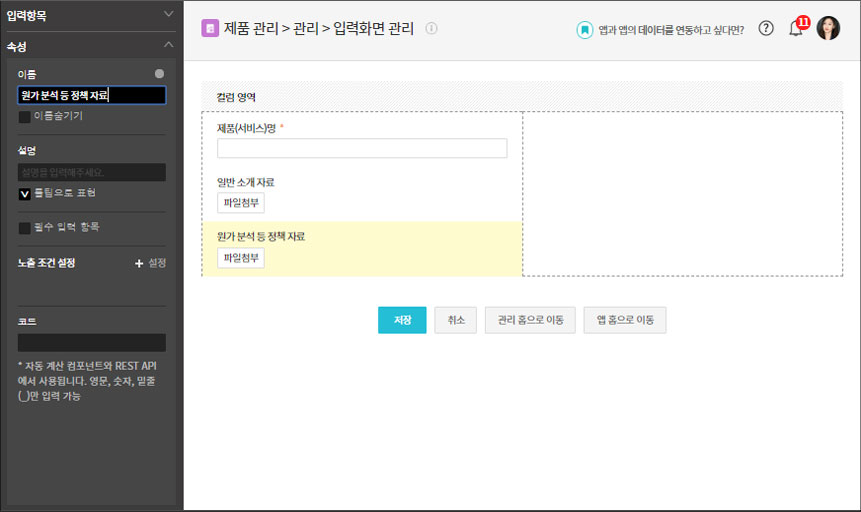 입력항목
속성
이름
원가 분석 등 정책 자료
이름숨기기
설명
설명을 입력해주세요.
툴팁으로 표현
필수 입력 항목
노출 조건 설정 + 설정
코드
* 자동 계산 컴포넌트와 REST API
에서 사용됩니다. 영문, 숫자, 밑줄
(_)만 입력 가능
제품 관리 > 관리 > 입력화면 관리
앱과 앱의 데이터를 연동하고 싶다면?
11
컬럼 영역
제품(서비스)명 *
일반 소개 자료
파일첨부
원가 분석 등 정책 자료
파일첨부
저장 취소 관리 홈으로 이동 앱 홈으로 이동